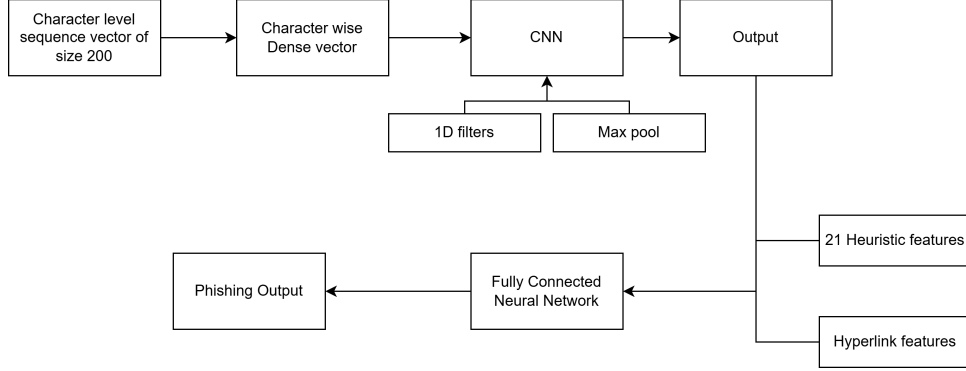 Character level
sequence vector of
size 200
Character wise
Dense vector
CNN
Output
1D filters
Max pool
21 Heuristic features
Phishing Output
Fully Connected
Neural Network
Hyperlink features